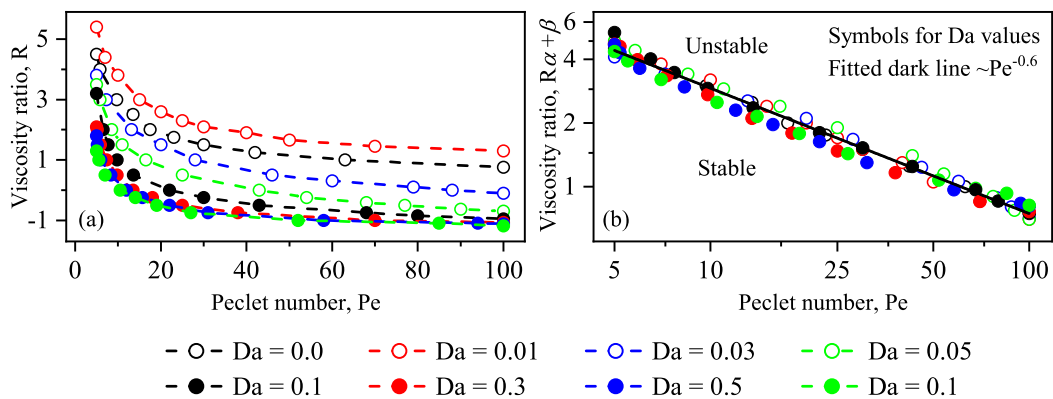 Viscosity ratio, R
5
3
1
-1
(a)
0 20 40 60 80 100
Peclet number, Pe
Viscosity ratio, Rα+β
6
4
2
1
Unstable
Symbols for Da values
Fitted dark line ~Pe-0.6
Stable
(b)
5 10 25 50 100
Peclet number, Pe
Da = 0.0 Da = 0.01 Da = 0.03 Da = 0.05
Da = 0.1 Da = 0.3 Da = 0.5 Da = 0.1